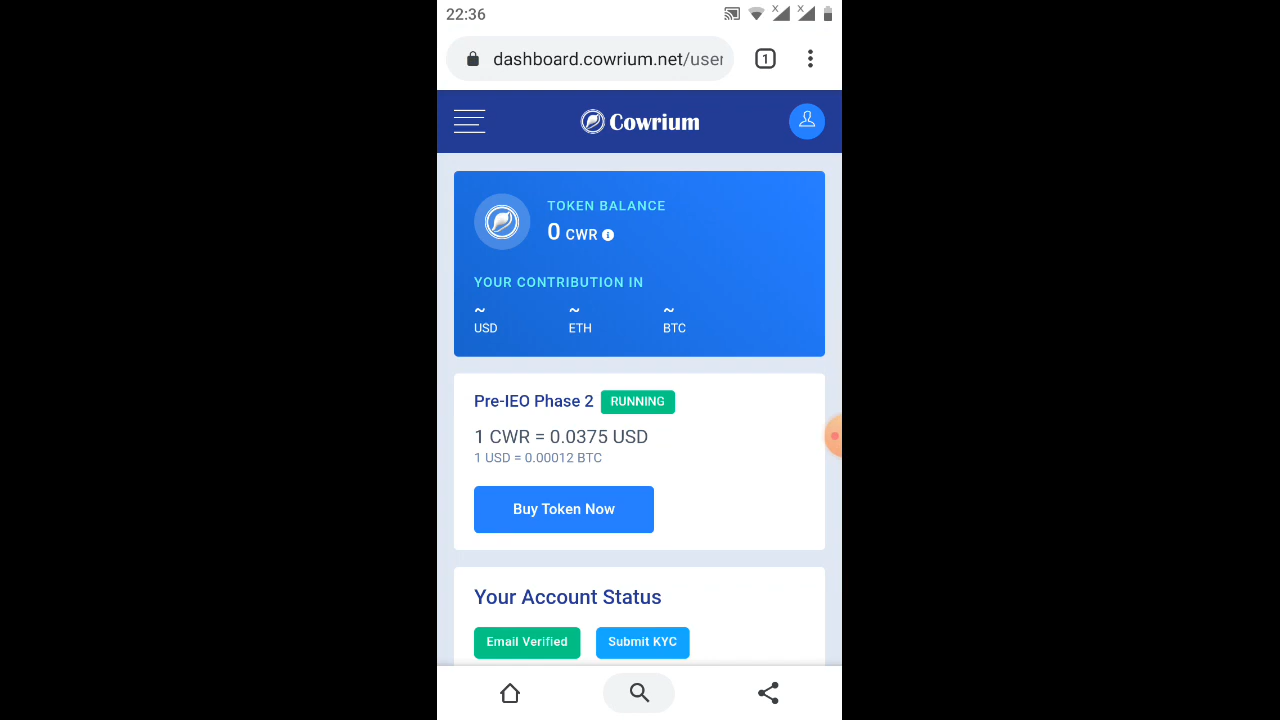 22:36
dashboard.cowrium.net/user
1
Cowrium
TOKEN BALANCE
0 CWR
YOUR CONTRIBUTION IN
~ ~ ~
USD ETH BTC
Pre-IEO Phase 2 RUNNING
1 CWR = 0.0375 USD
1 USD = 0.00012 BTC
Buy Token Now
Your Account Status
Email Verified Submit KYC